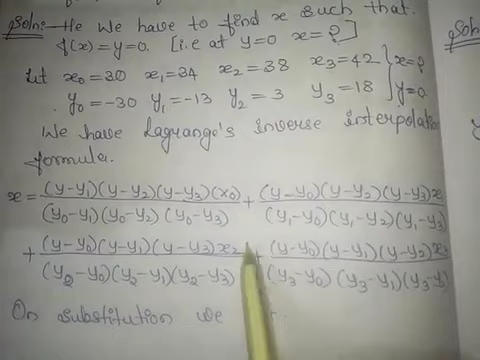 Soln:- He we have to find x such that.
f(x)=y=0. [i.e at y=0 x=?]
Let x0=30 x1=34 x2=38 x3=42 } x=?
y0=-30 y1=-13 y2=3 y3=18 } y=0
We have Lagrange's inverse interpolation
formula.
x = (y-y1)(y-y2)(y-y3)(x0) / (y0-y1)(y0-y2)(y0-y3) + (y-y0)(y-y2)(y-y3)x / (y1-y0)(y1-y2)(y1-y3)
+ (y-y0)(y-y1)(y-y3)x2 / (y2-y0)(y2-y1)(y2-y3) + (y-y0)(y-y1)(y-y2)x3 / (y3-y0)(y3-y1)(y3-y
On substitution we